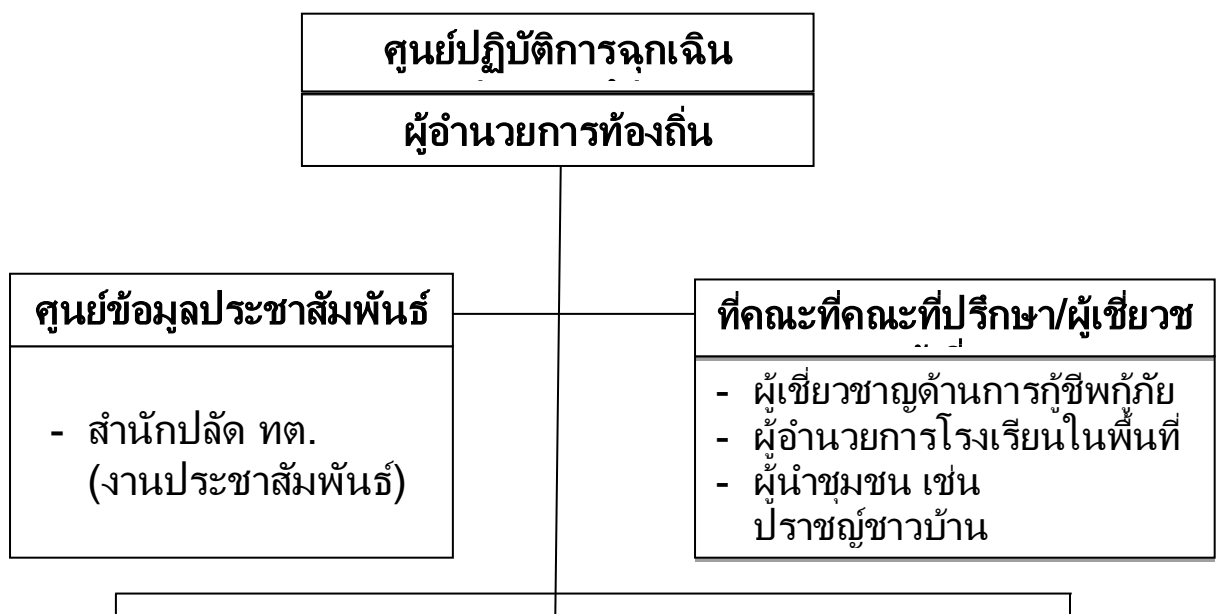 ศูนย์ปฏิบัติการฉุกเฉิน
ผู้อำนวยการท้องถิ่น
ศูนย์ข้อมูลประชาสัมพันธ์
- สำนักปลัด ทต.
(งานประชาสัมพันธ์)
ที่คณะที่คณะที่ปรึกษา/ผู้เชี่ยวช
- ผู้เชี่ยวชาญด้านการกู้ชีพกู้ภัย
- ผู้อำนวยการโรงเรียนในพื้นที่
- ผู้นำชุมชน เช่น
ปราชญ์ชาวบ้าน